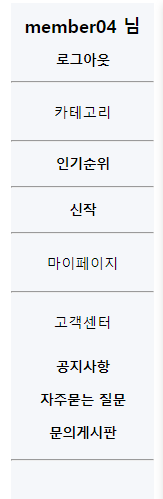 member04 님
로그아웃
카테고리
인기순위
신작
마이페이지
고객센터
공지사항
자주묻는 질문
문의게시판